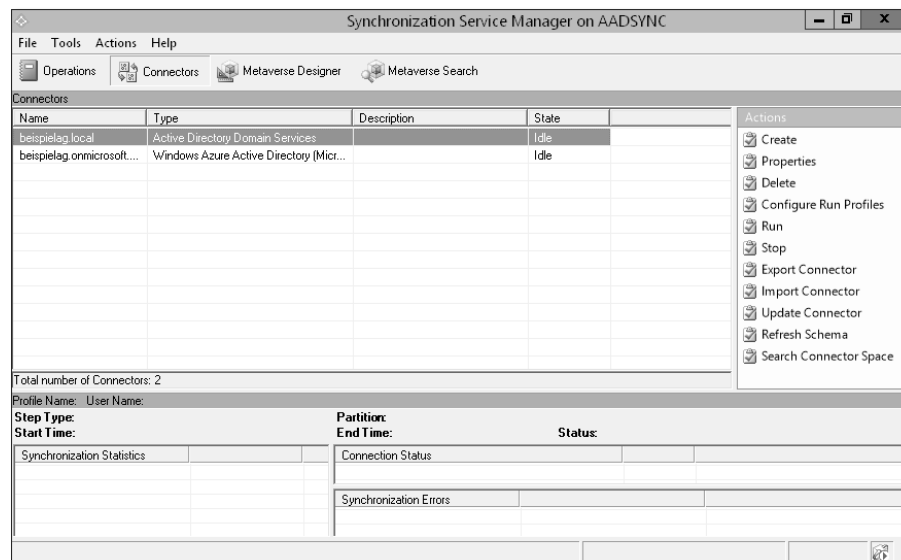 Synchronization Service Manager on AADSYNC
File Tools Actions Help
Operations Connectors Metaverse Designer Metaverse Search
Connectors
Name Type Description State
beispielag.local Active Directory Domain Services Idle
beispielag.onmicrosoft.... Windows Azure Active Directory (Micr... Idle
Total number of Connectors: 2
Actions
Create
Properties
Delete
Configure Run Profiles
Run
Stop
Export Connector
Import Connector
Update Connector
Refresh Schema
Search Connector Space
Profile Name: User Name:
Step Type: Partition:
Start Time: End Time: Status:
Synchronization Statistics Connection Status
Synchronization Errors